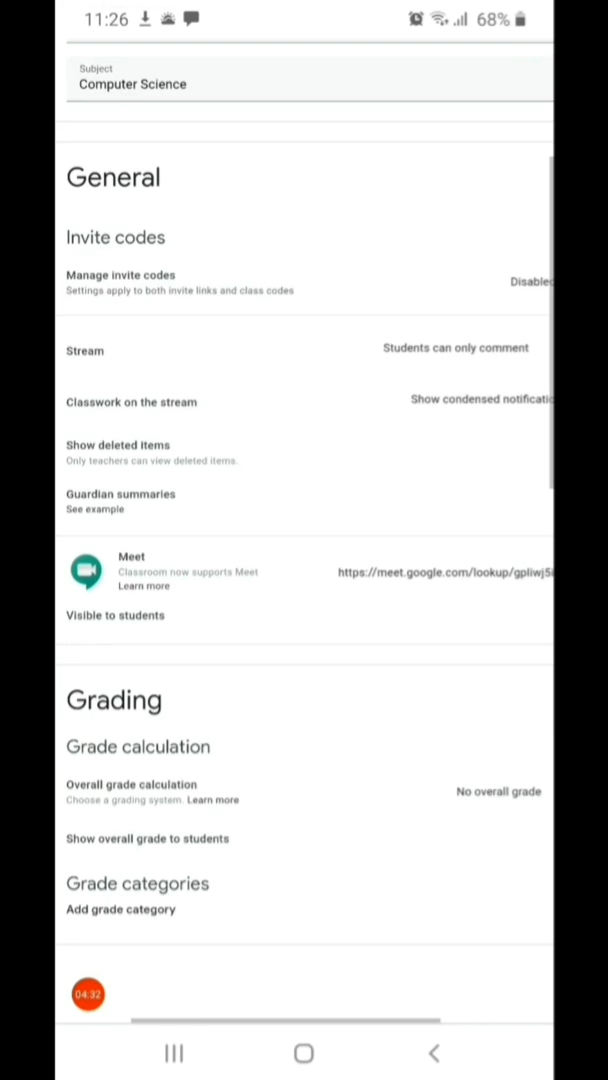 11:26 68%
Subject
Computer Science
General
Invite codes
Manage invite codes
Settings apply to both invite links and class codes
Disabled
Stream
Students can only comment
Classwork on the stream
Show condensed notificatio
Show deleted items
Only teachers can view deleted items.
Guardian summaries
See example
Meet
Classroom now supports Meet
Learn more
https://meet.google.com/lookup/gpliwj5i
Visible to students
Grading
Grade calculation
Overall grade calculation
Choose a grading system. Learn more
No overall grade
Show overall grade to students
Grade categories
Add grade category
04:32